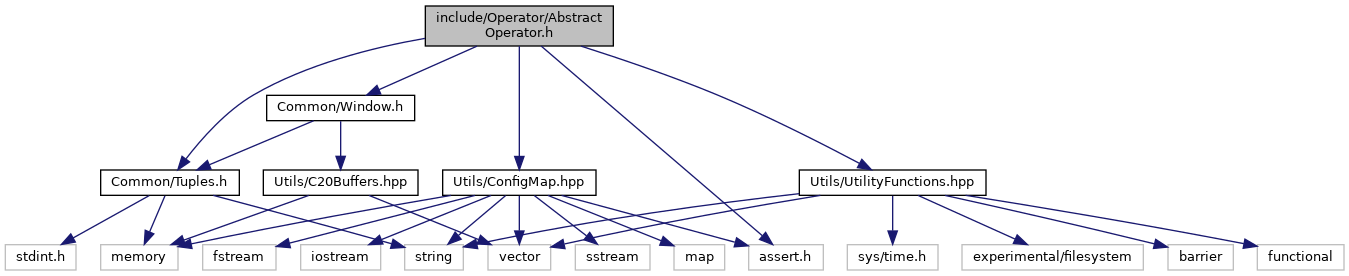 include/Operator/Abstract
Operator.h
Common/Window.h
Common/Tuples.h
Utils/C20Buffers.hpp
Utils/ConfigMap.hpp
Utils/UtilityFunctions.hpp
stdint.h
memory
fstream
iostream
string
vector
sstream
map
assert.h
sys/time.h
experimental/filesystem
barrier
functional